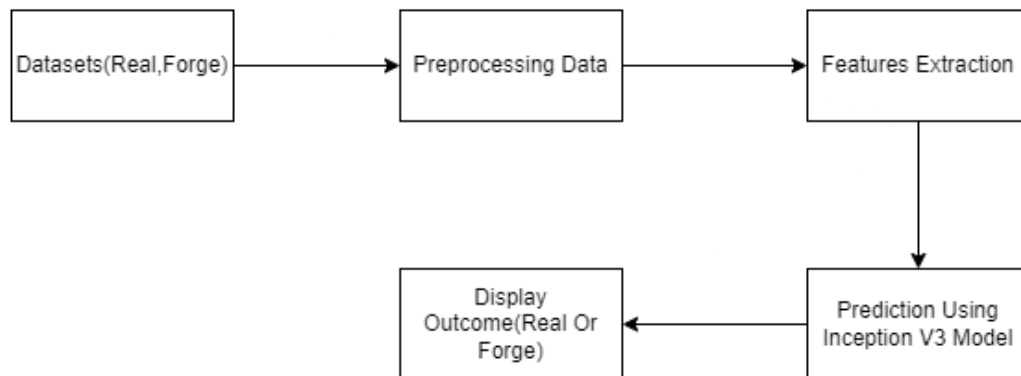 Datasets(Real,Forge)
Preprocessing Data
Features Extraction
Prediction Using
Inception V3 Model
Display
Outcome(Real Or
Forge)